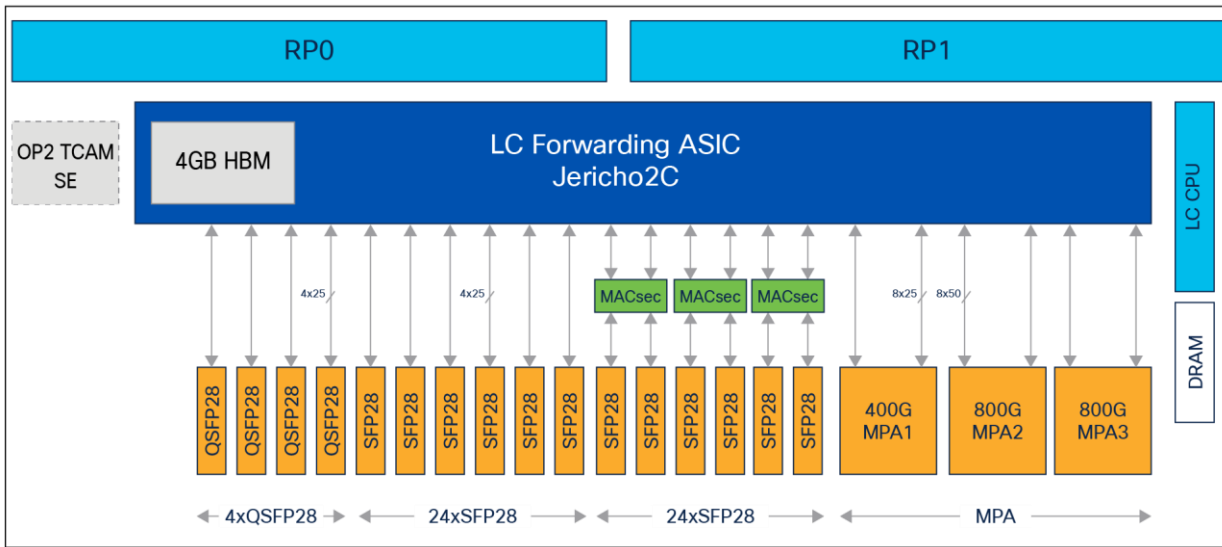 RP0
RP1
OP2 TCAM
SE
4GB HBM
LC Forwarding ASIC
Jericho2C
LC CPU
4x25
4x25
MACsec
MACsec
MACsec
8x25
8x50
DRAM
QSFP28
QSFP28
QSFP28
QSFP28
SFP28
SFP28
SFP28
SFP28
SFP28
SFP28
SFP28
SFP28
SFP28
SFP28
SFP28
SFP28
400G
MPA1
800G
MPA2
800G
MPA3
4xQSFP28
24xSFP28
24xSFP28
MPA